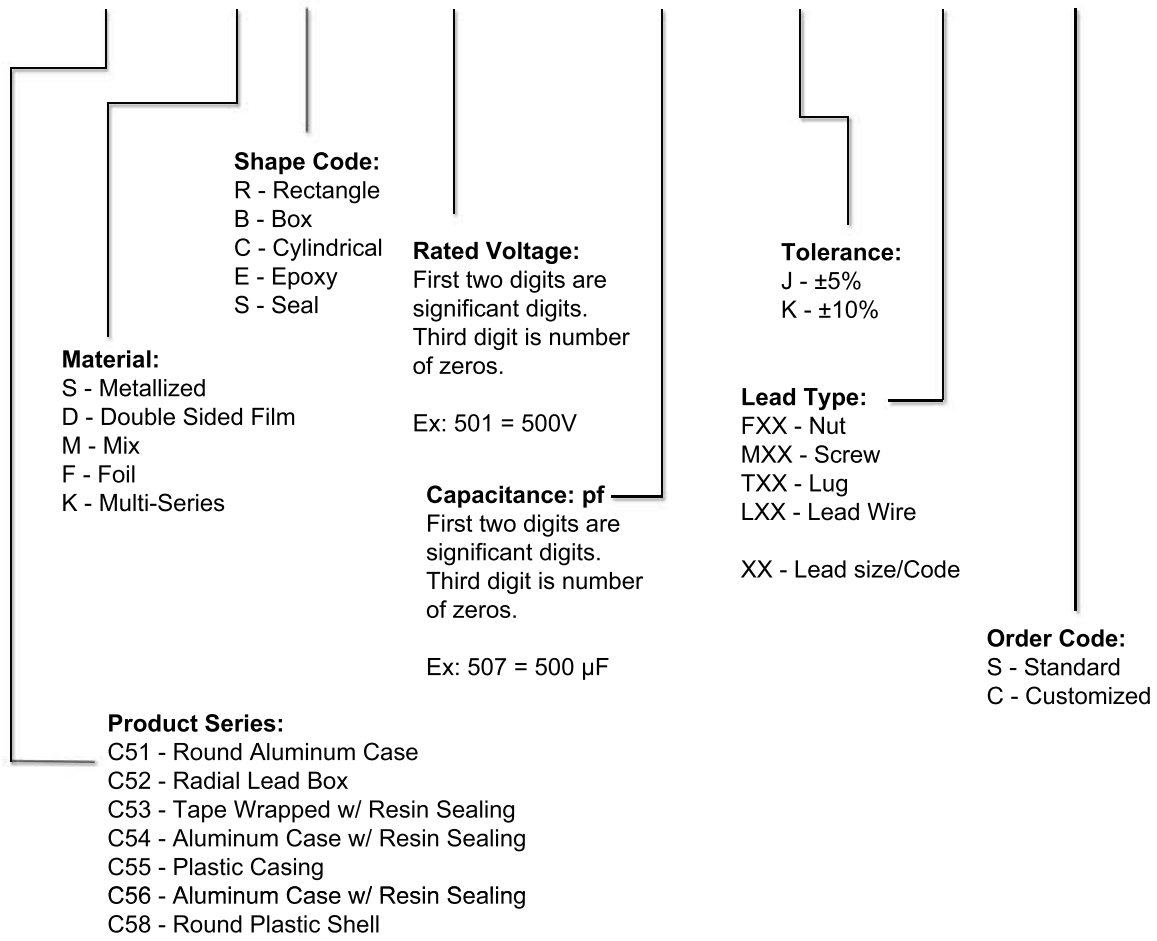 Shape Code:
R - Rectangle
B - Box
C - Cylindrical
E - Epoxy
S - Seal
Rated Voltage:
First two digits are
significant digits.
Third digit is number
of zeros.
Ex: 501 = 500V
Tolerance:
J - ±5%
K - ±10%
Material:
S - Metallized
D - Double Sided Film
M - Mix
F - Foil
K - Multi-Series
Lead Type:
FXX - Nut
MXX - Screw
TXX - Lug
LXX - Lead Wire
XX - Lead size/Code
Capacitance: pf
First two digits are
significant digits.
Third digit is number
of zeros.
Ex: 507 = 500 µF
Order Code:
S - Standard
C - Customized
Product Series:
C51 - Round Aluminum Case
C52 - Radial Lead Box
C53 - Tape Wrapped w/ Resin Sealing
C54 - Aluminum Case w/ Resin Sealing
C55 - Plastic Casing
C56 - Aluminum Case w/ Resin Sealing
C58 - Round Plastic Shell